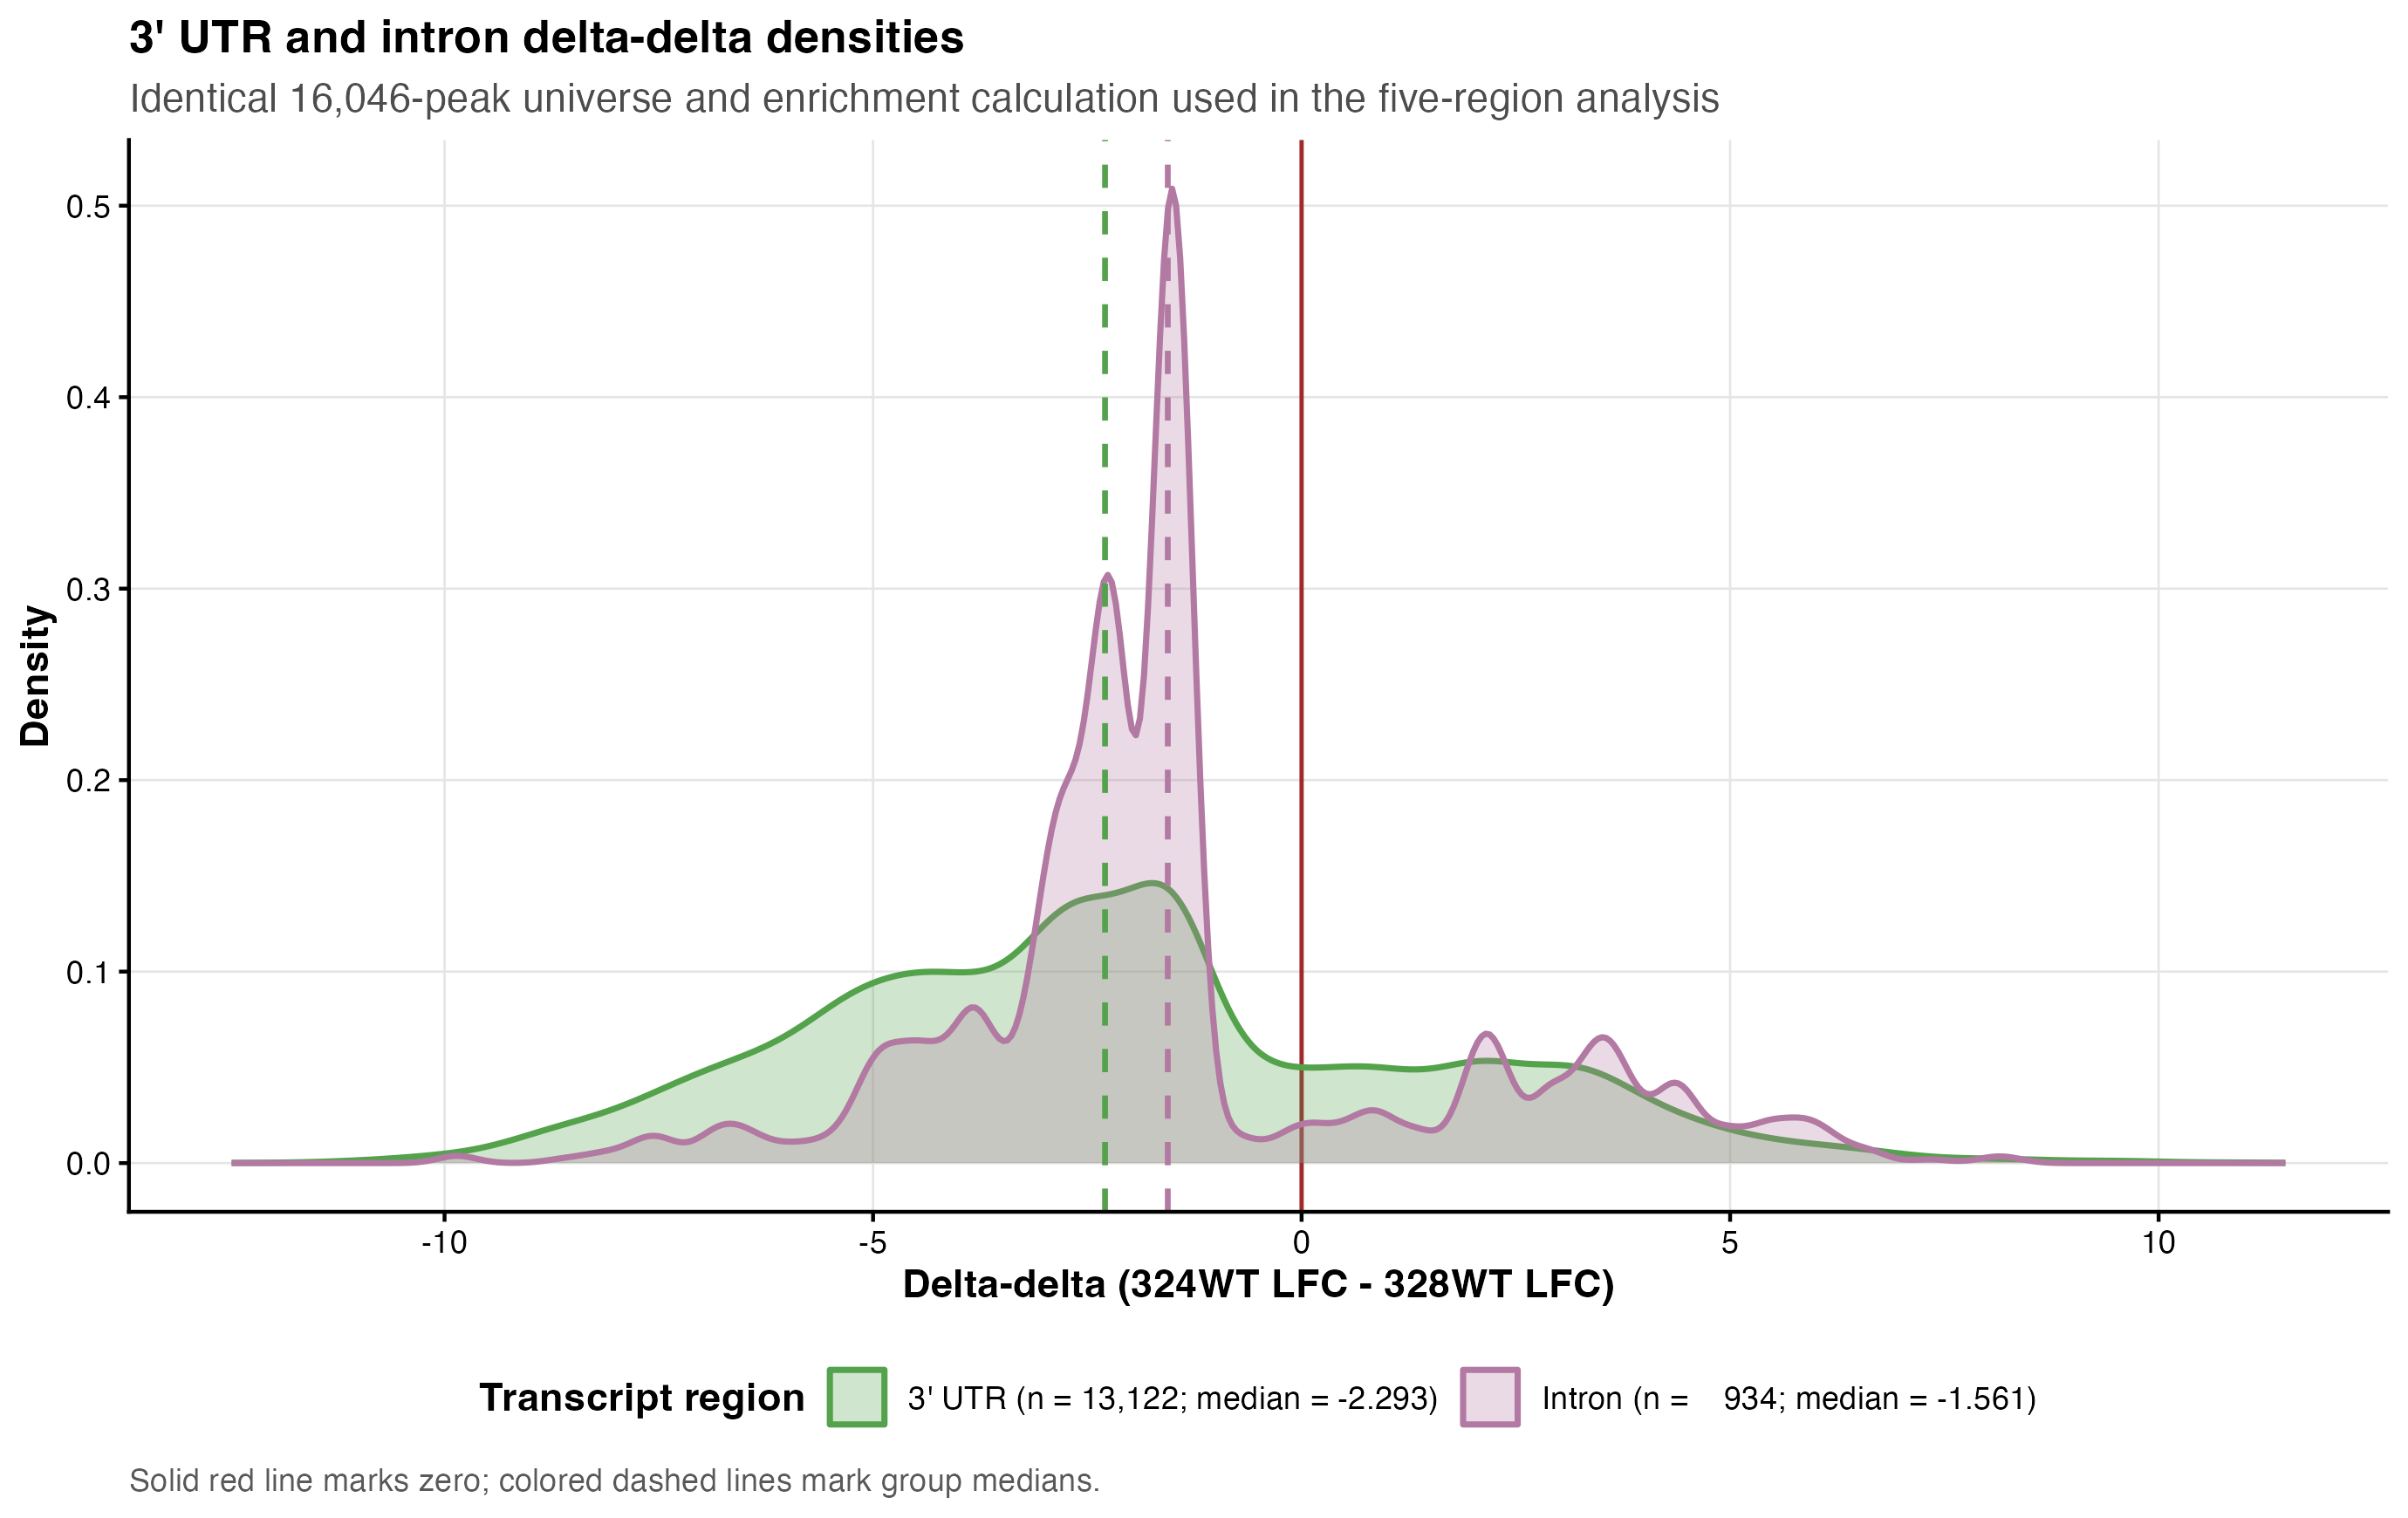 3' UTR and intron delta-delta densities
Identical 16,046-peak universe and enrichment calculation used in the five-region analysis
Density
0.5
0.4
0.3
0.2
0.1
0.0
-10
-5
0
5
10
Delta-delta (324WT LFC - 328WT LFC)
Transcript region
3' UTR (n = 13,122; median = -2.293)
Intron (n =    934; median = -1.561)
Solid red line marks zero; colored dashed lines mark group medians.